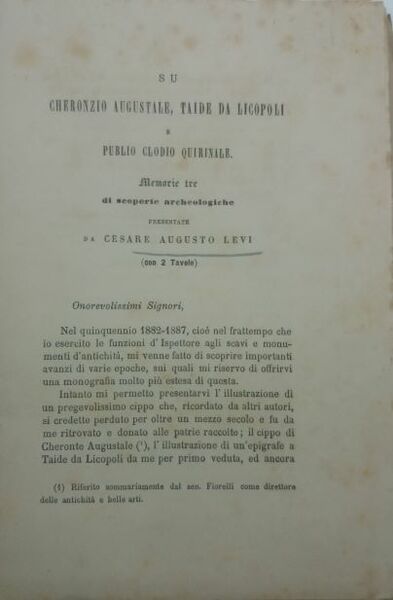 SU
CHERONZIO AUGUSTALE, TAIDE DA LICOPOLI
E
PUBLIO CLODIO QUIRINALE.
Memorie tre
di scoperte archeologiche
PRESENTATE
DA CESARE AUGUSTO LEVI
(con 2 Tavole)
Onorevolissimi Signori,
Nel quinquennio 1882-1887, cioé nel frattempo che
io esercito le funzioni d'Ispettore agli scavi e monu-
menti d'antichità, mi venne fatto di scoprire importanti
avanzi di varie epoche, sui quali mi riservo di offrirvi
una monografia molto più estesa di questa.
Intanto mi permetto presentarvi l'illustrazione di
un pregevolissimo cippo che, ricordato da altri autori,
si credette perduto per oltre un mezzo secolo e fu da
me ritrovato e donato alle patrie raccolte; il cippo di
Cheronte Augustale (¹), l'illustrazione di un'epigrafe a
Taide da Licopoli da me per primo veduta, ed ancora
(1) Riferito sommariamente dal sen. Fiorelli come direttore
delle antichità e belle arti.